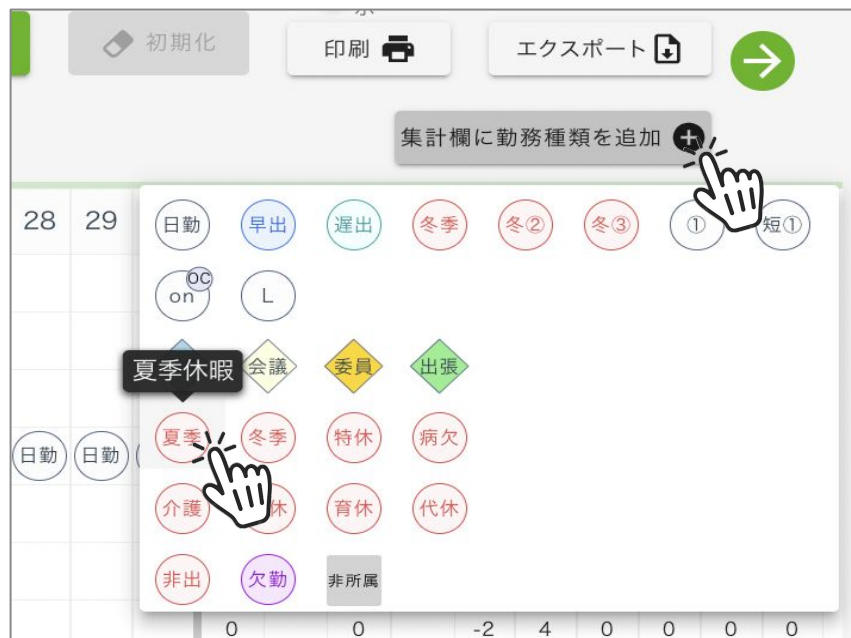 初期化
印刷
エクスポート
集計欄に勤務種類を追加
28 29 日勤 早出 遅出 冬季 冬② 冬③ ① 短①
on OC L
会議 委員 出張
夏季休暇
日勤 日勤 夏季 冬季 特休 病欠
介護 休 育休 代休
非出 欠勤 非所属
0 0 -2 4 0 0 0 0